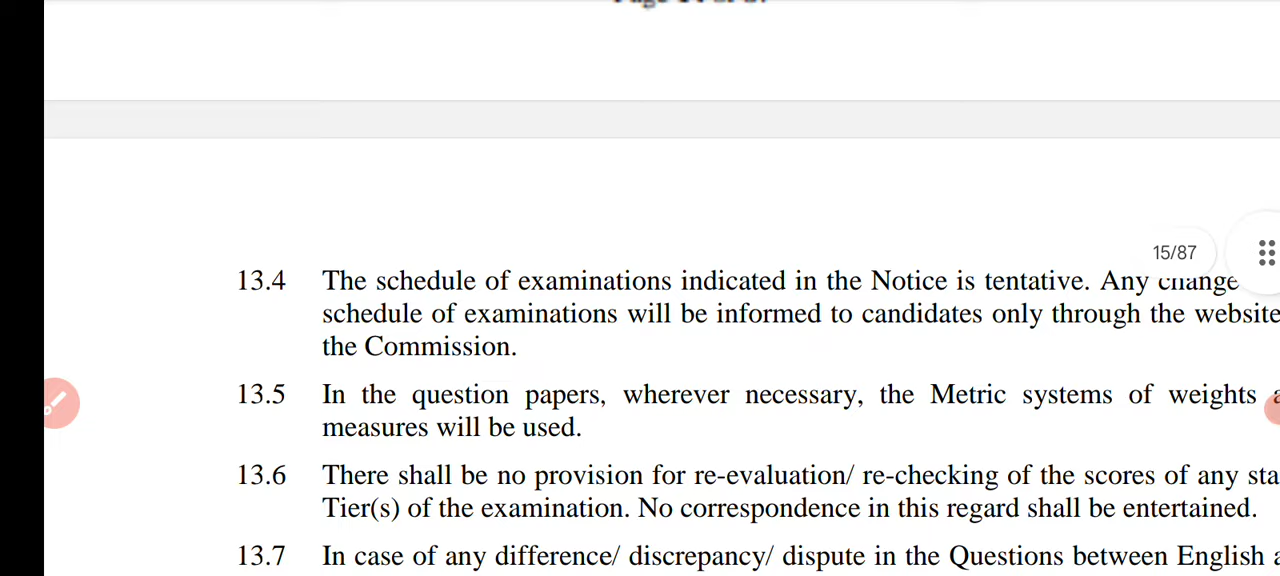 15/87
13.4 The schedule of examinations indicated in the Notice is tentative. Any change
schedule of examinations will be informed to candidates only through the website
the Commission.
13.5 In the question papers, wherever necessary, the Metric systems of weights
measures will be used.
13.6 There shall be no provision for re-evaluation/ re-checking of the scores of any
Tier(s) of the examination. No correspondence in this regard shall be entertained.
13.7 In case of any difference/ discrepancy/ dispute in the Questions between English